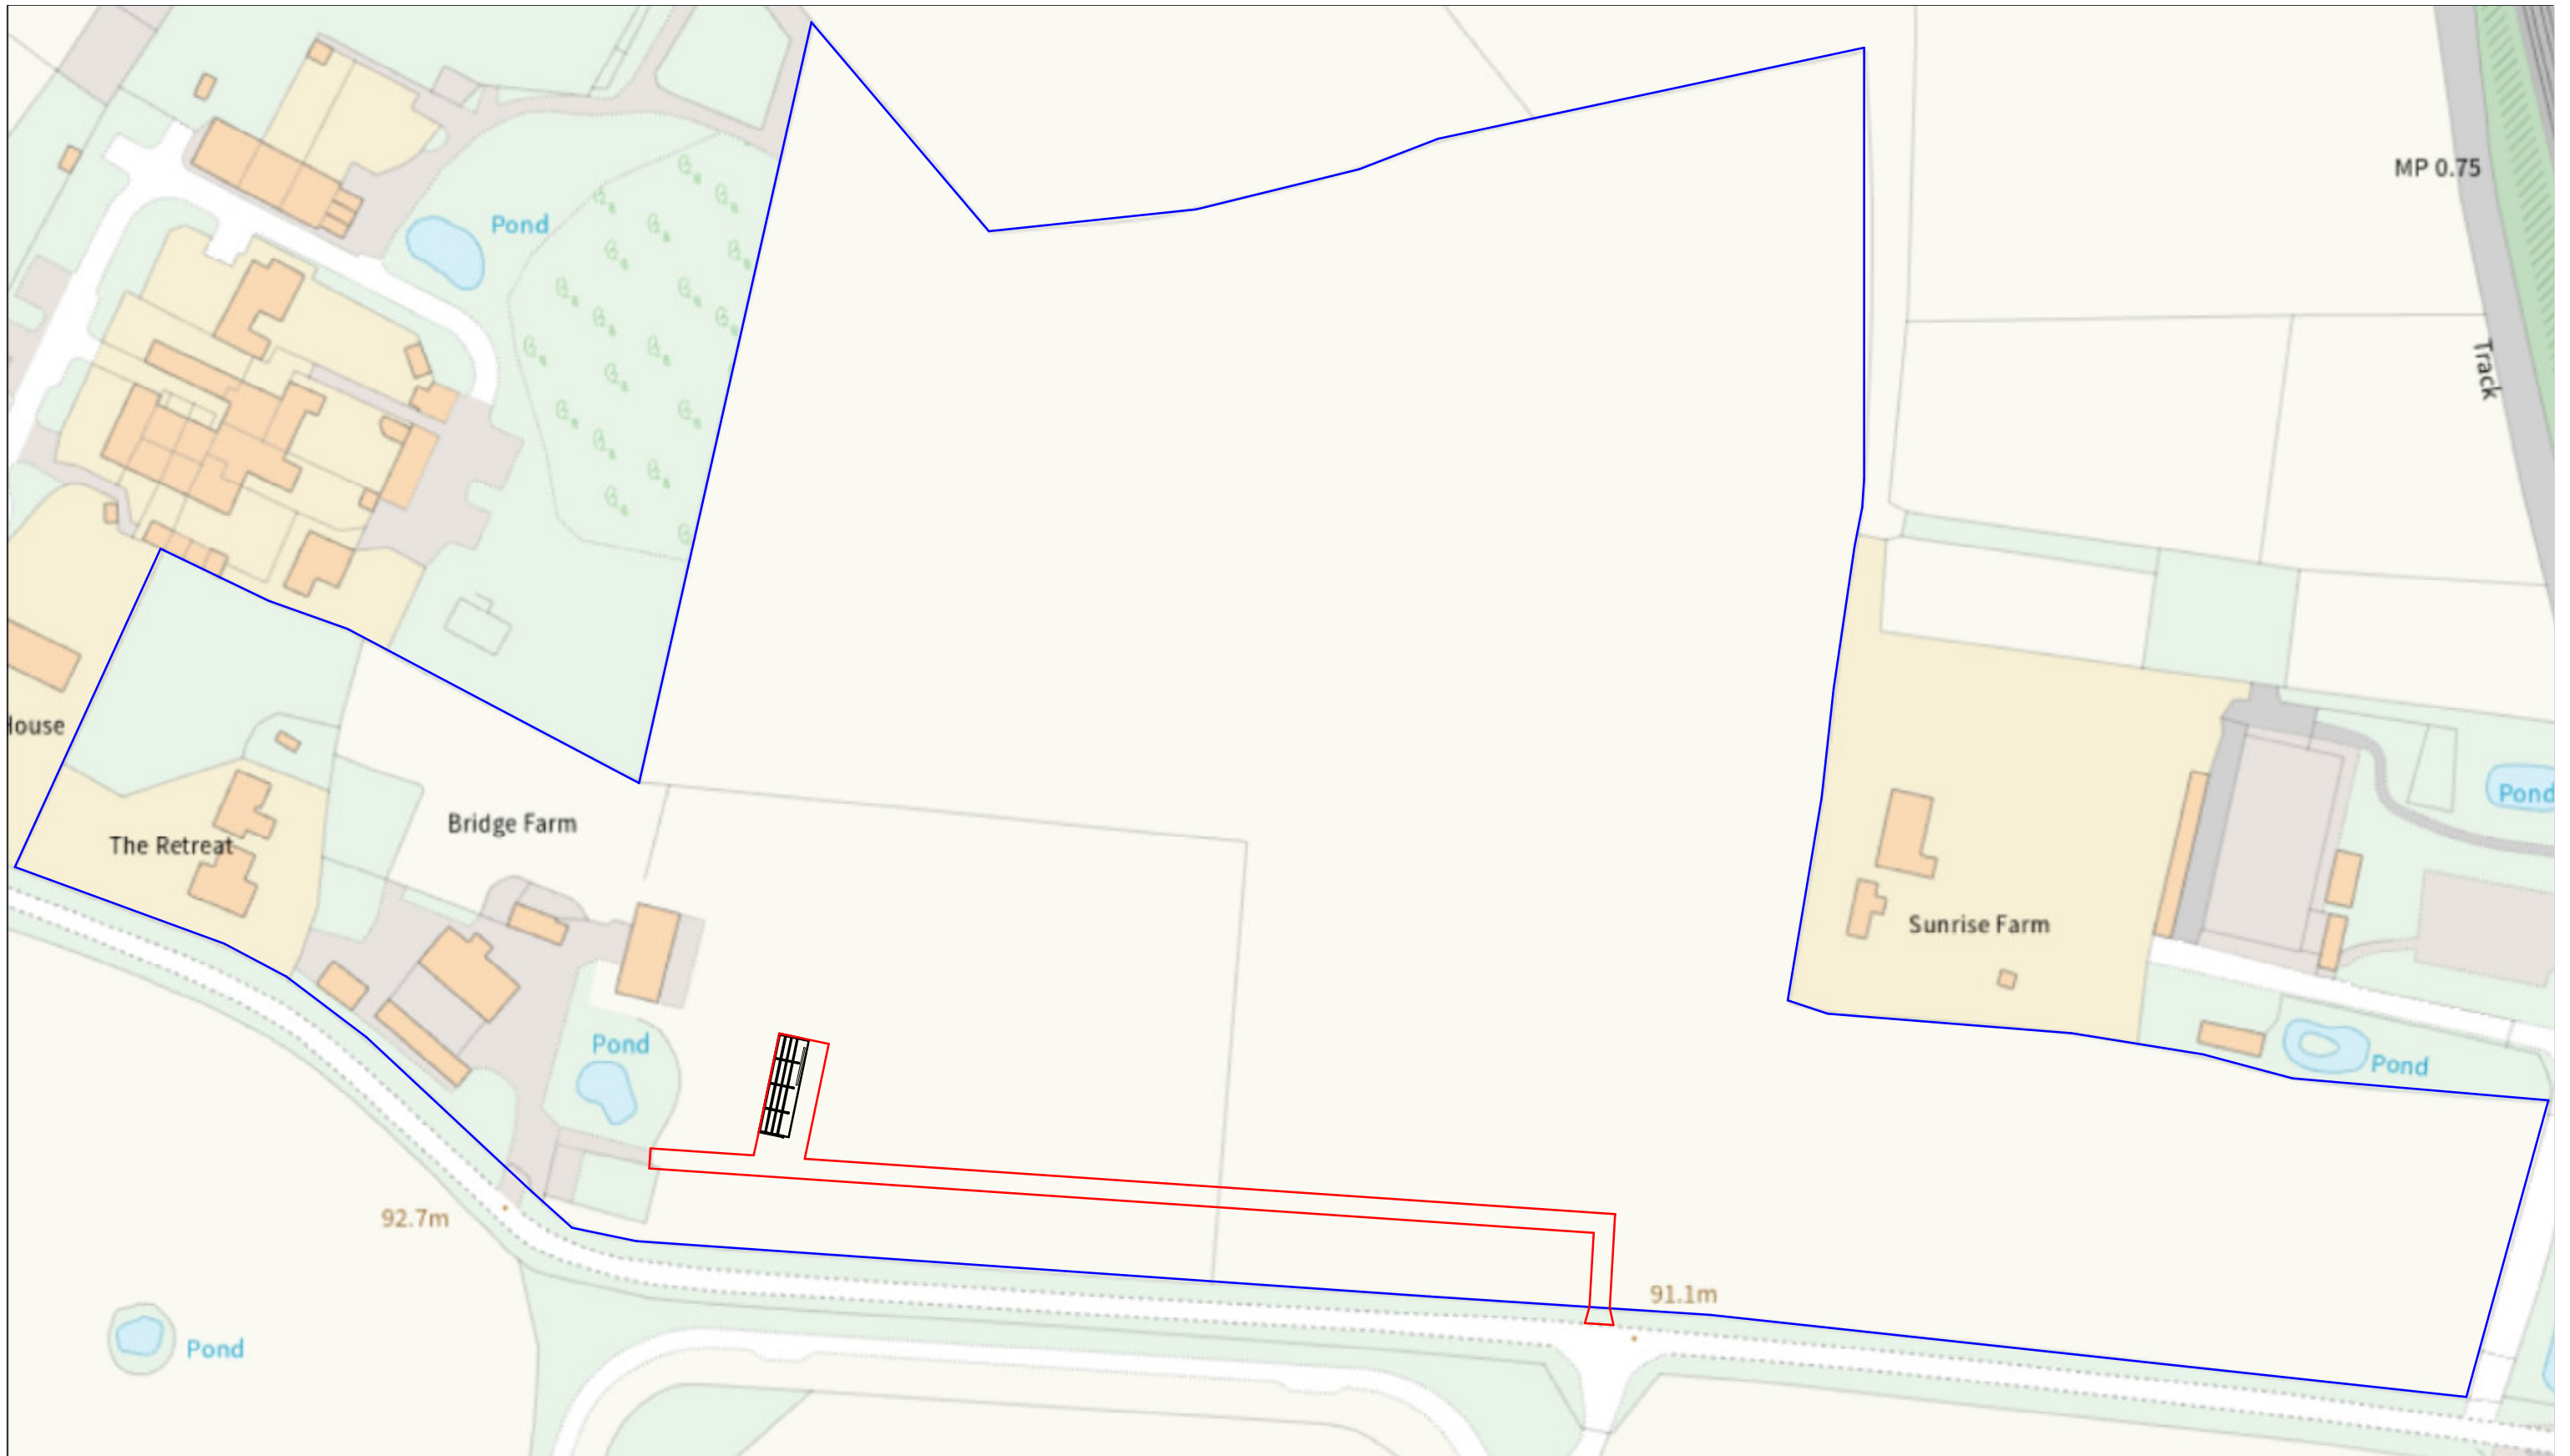 MP 0.75
Pond
Track
House
Bridge Farm
The Retreat
Pond
Sunrise Farm
Pond
Pond
92.7m
91.1m
Pond